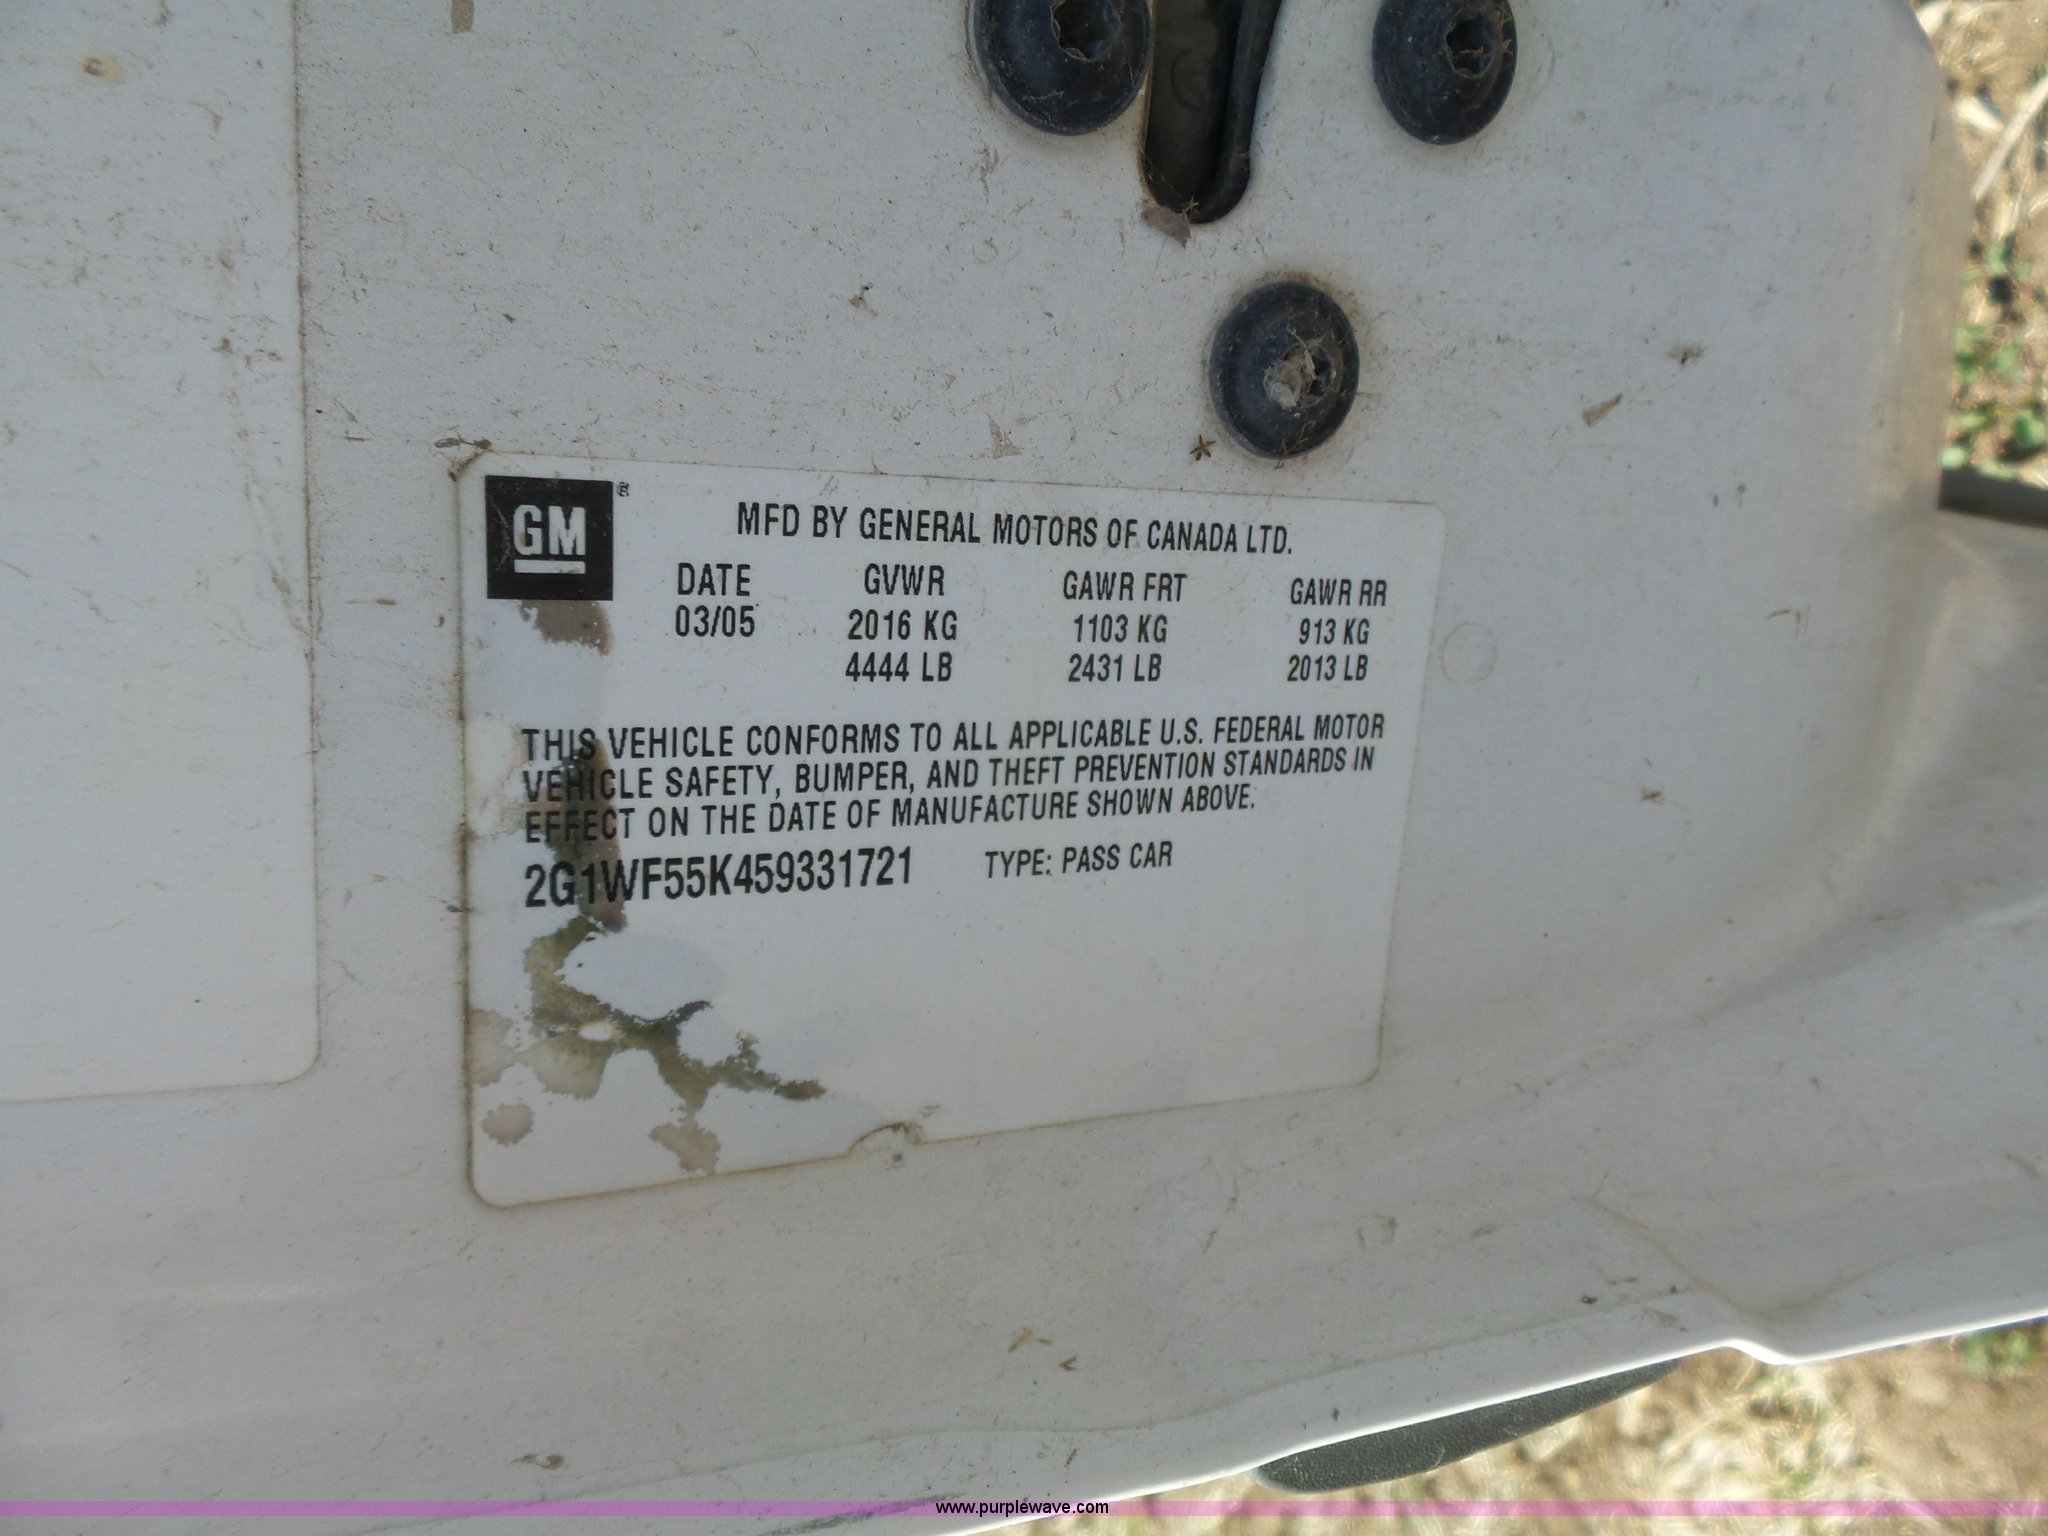 GM ®
MFD BY GENERAL MOTORS OF CANADA LTD.
DATE GVWR GAWR FRT GAWR RR
03/05 2016 KG 1103 KG 913 KG
4444 LB 2431 LB 2013 LB
THIS VEHICLE CONFORMS TO ALL APPLICABLE U.S. FEDERAL MOTOR
VEHICLE SAFETY, BUMPER, AND THEFT PREVENTION STANDARDS IN
EFFECT ON THE DATE OF MANUFACTURE SHOWN ABOVE.
2G1WF55K459331721 TYPE: PASS CAR
www.purplewave.com